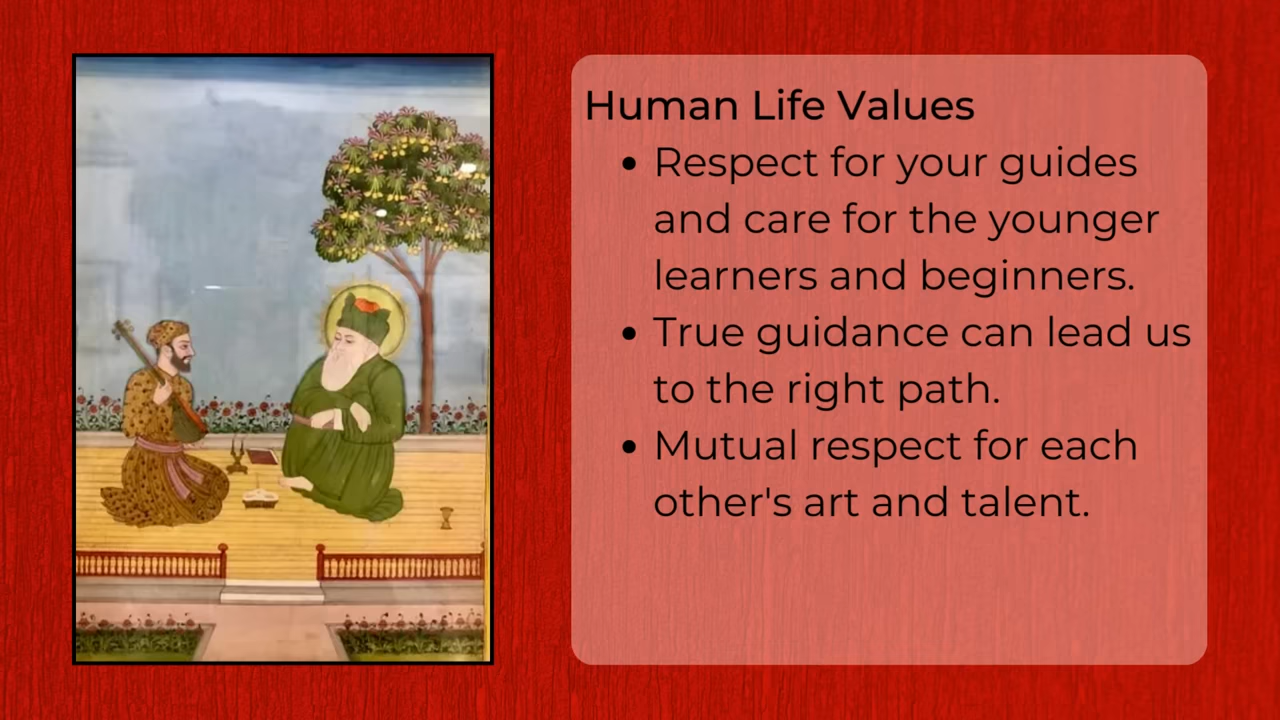 Human Life Values
• Respect for your guides
and care for the younger
learners and beginners.
• True guidance can lead us
to the right path.
• Mutual respect for each
other's art and talent.